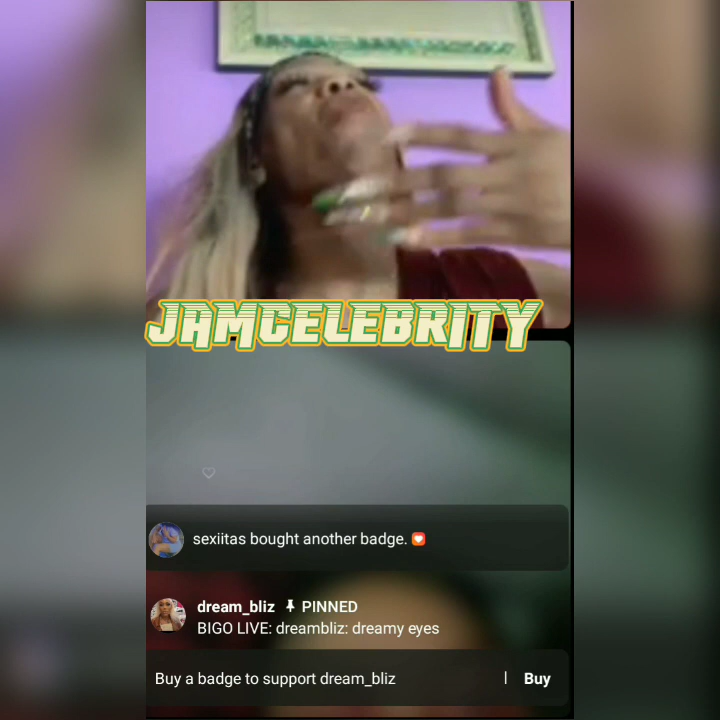 JAMCELEBRITY
sexiitas bought another badge.
dream_bliz PINNED
BIGO LIVE: dreambliz: dreamy eyes
Buy a badge to support dream_bliz | Buy